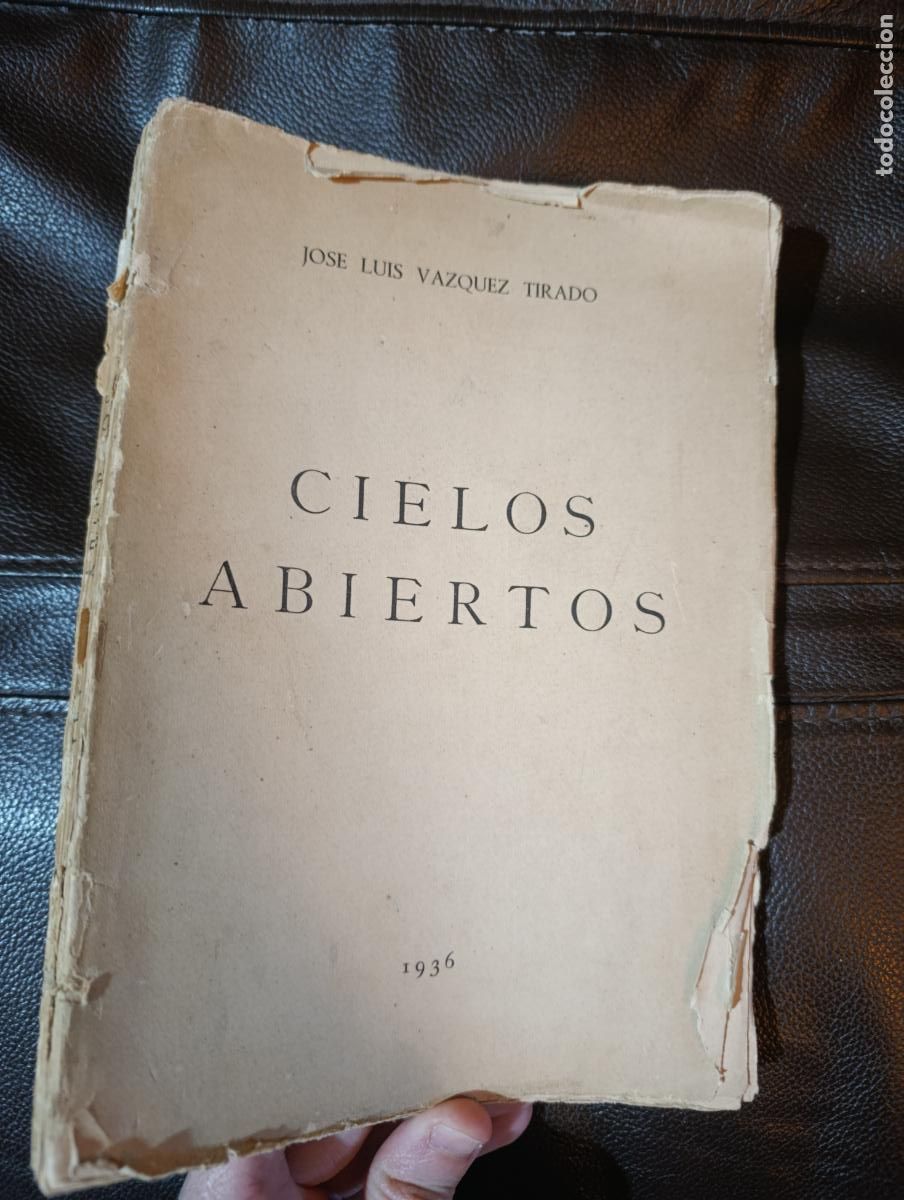 JOSE LUIS VAZQUEZ TIRADO
CIELOS
ABIERTOS
1936
todocoleccion